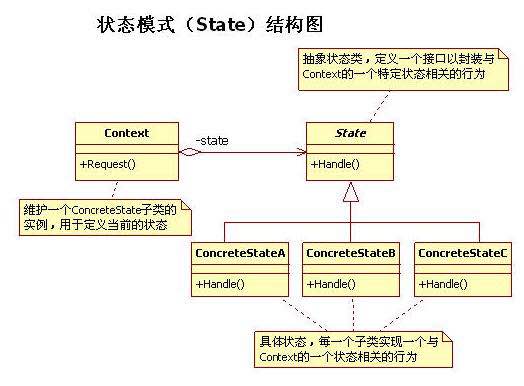 状态模式（State）结构图
抽象状态类，定义一个接口以封装与
Context的一个特定状态相关的行为
Context
+Request()
-state
State
+Handle()
维护一个ConcreteState子类的
实例，用于定义当前的状态
ConcreteStateA
+Handle()
ConcreteStateB
+Handle()
ConcreteStateC
+Handle()
具体状态，每一个子类实现一个与
Context的一个状态相关的行为